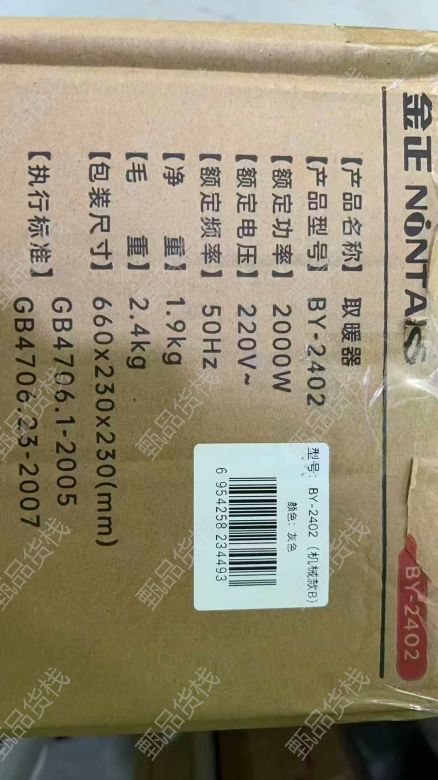 金正 NiNTAUS
【产品名称】取暖器
【产品型号】BY-2402
【额定功率】2000W
【额定电压】220V~
【额定频率】50Hz
【净 重】1.9kg
【毛 重】2.4kg
【包装尺寸】660x230x230(mm)
【执行标准】GB4706.1-2005
GB4706.23-2007
型号: BY-2402 (机械款B)
颜色: 灰色
6 954258 234493
BY-2402
甄品货栈